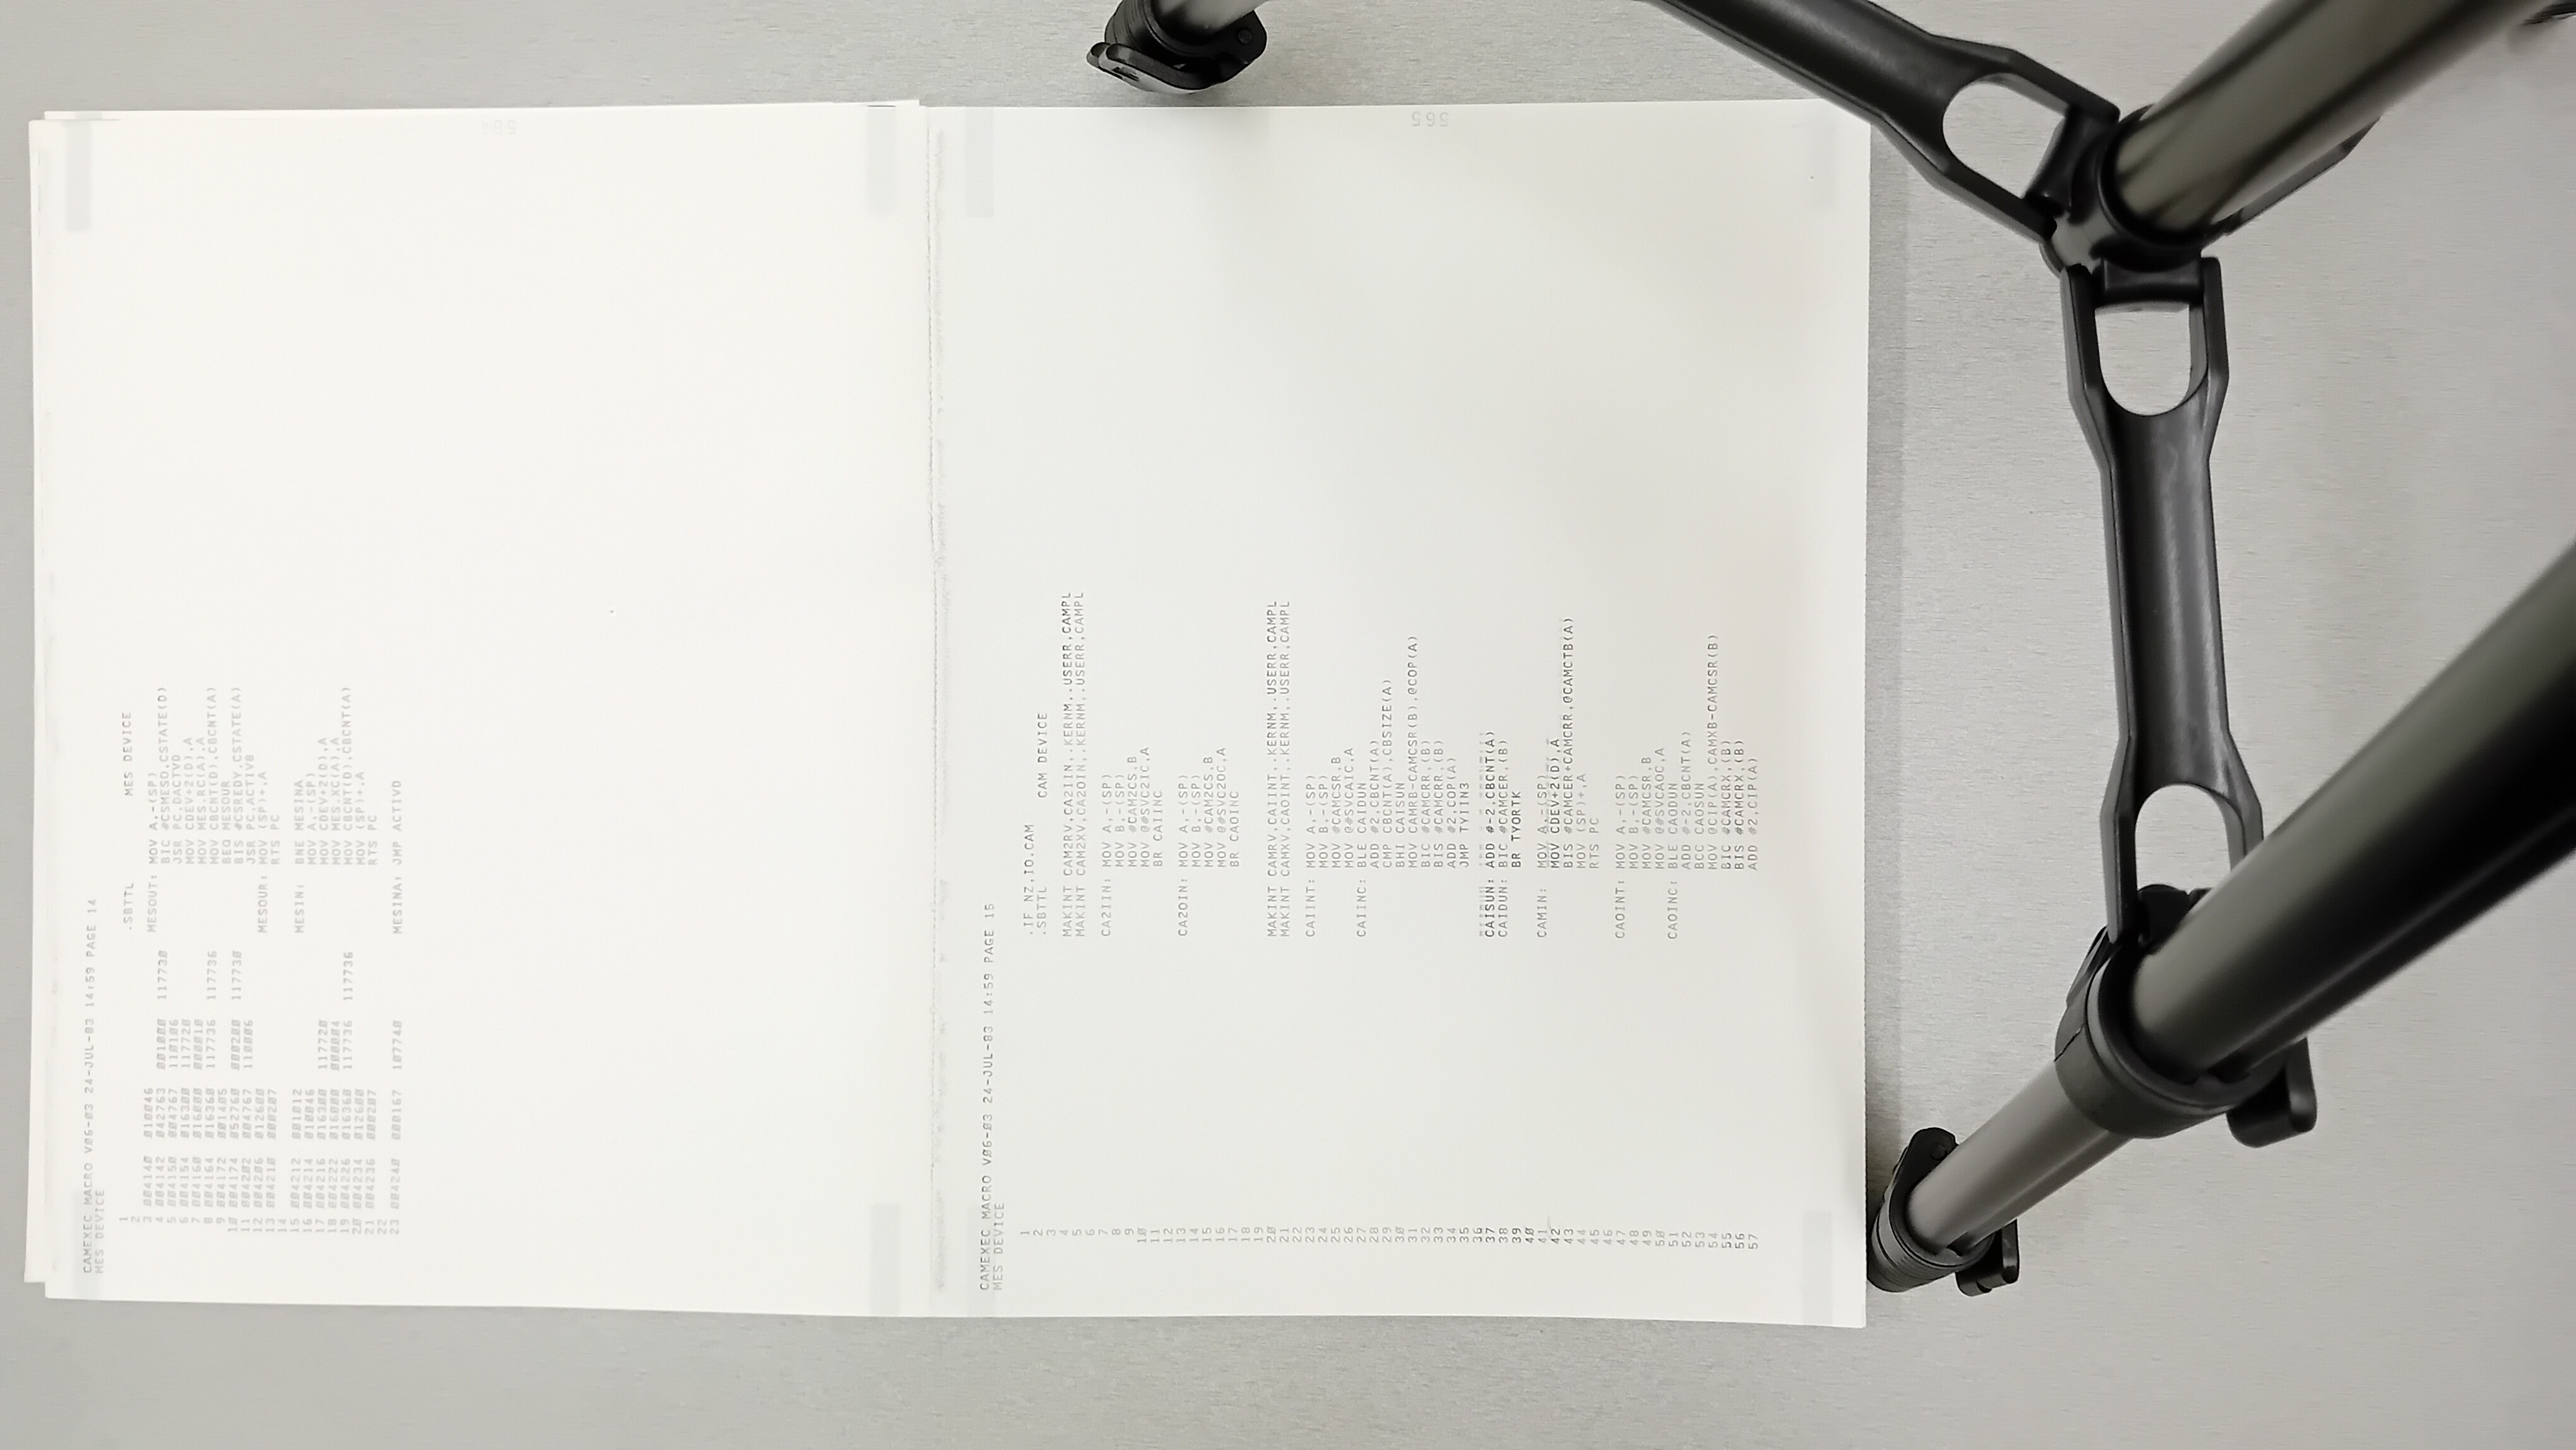 CAMEXEC MACRO VØ6-Ø3 24-JUL-83 14:59 PAGE 14
MES DEVICE
1 .SBTTL MES DEVICE
2
3 ØØ414Ø Ø1ØØ46 MESOUT: MOV A,-(SP)
4 ØØ4142 Ø42763 ØØ1ØØØ 11773Ø BIC #CSMESD,CSTATE(D)
5 ØØ415Ø ØØ4767 11Ø1Ø6 JSR PC,DACTVD
6 ØØ4154 Ø163ØØ 11772Ø MOV CDEV+2(D),A
7 ØØ416Ø Ø16ØØØ ØØØØ1Ø MOV MES.RC(A),A
8 ØØ4164 Ø1636Ø 117736 117736 MOV CBCNT(D),CBCNT(A)
9 ØØ4172 ØØ14Ø5 BEQ MESOUR
1Ø ØØ4174 Ø5276Ø ØØØ2ØØ 11773Ø BIS #CSREDY,CSTATE(A)
11 ØØ42Ø2 ØØ4767 11ØØØ6 JSR PC,ACTIVB
12 ØØ42Ø6 Ø126ØØ MESOUR: MOV (SP)+,A
13 ØØ421Ø ØØØ2Ø7 RTS PC
14
15 ØØ4212 ØØ1Ø12 MESIN: BNE MESINA
16 ØØ4214 Ø1ØØ46 MOV A,-(SP)
17 ØØ4216 Ø163ØØ 11772Ø MOV CDEV+2(D),A
18 ØØ4222 Ø16ØØØ ØØØØØ4 MOV MES.XC(A),A
19 ØØ4226 Ø1636Ø 117736 117736 MOV CBCNT(D),CBCNT(A)
2Ø ØØ4234 Ø126ØØ MOV (SP)+,A
21 ØØ4236 ØØØ2Ø7 RTS PC
22
23 ØØ424Ø ØØØ167 1Ø774Ø MESINA: JMP ACTIVD
CAMEXEC MACRO VØ6-Ø3 24-JUL-83 14:59 PAGE 15
MES DEVICE
1 .IF NZ,IO.CAM
2 .SBTTL CAM DEVICE
3
4 MAKINT CAM2RV,CA2IIN,.KERNM,.USERR,CAMPL
5 MAKINT CAM2XV,CA2OIN,.KERNM,.USERR,CAMPL
6
7 CA2IIN: MOV A,-(SP)
8 MOV B,-(SP)
9 MOV #CAM2CS,B
1Ø MOV @#SVC2IC,A
11 BR CAIINC
12
13 CA2OIN: MOV A,-(SP)
14 MOV B,-(SP)
15 MOV #CAM2CS,B
16 MOV @#SVC2OC,A
17 BR CAOINC
18
19
2Ø MAKINT CAMRV,CAIINT,.KERNM,.USERR,CAMPL
21 MAKINT CAMXV,CAOINT,.KERNM,.USERR,CAMPL
22
23 CAIINT: MOV A,-(SP)
24 MOV B,-(SP)
25 MOV #CAMCSR,B
26 MOV @#SVCAIC,A
27 CAIINC: BLE CAIDUN
28 ADD #2,CBCNT(A)
29 CMP CBCNT(A),CBSIZE(A)
3Ø BHI CAISUN
31 MOV CAMRB-CAMCSR(B),@COP(A)
32 BIC #CAMCRR,(B)
33 BIS #CAMCRR,(B)
34 ADD #2,COP(A)
35 JMP TYIIN3
36
37 CAISUN: ADD #-2,CBCNT(A)
38 CAIDUN: BIC #CAMCER,(B)
39 BR TYORTK
4Ø
41 CAMIN: MOV A,-(SP)
42 MOV CDEV+2(D),A
43 BIS #CAMCER+CAMCRR,@CAMCTB(A)
44 MOV (SP)+,A
45 RTS PC
46
47 CAOINT: MOV A,-(SP)
48 MOV B,-(SP)
49 MOV #CAMCSR,B
5Ø MOV @#SVCAOC,A
51 CAOINC: BLE CAODUN
52 ADD #-2,CBCNT(A)
53 BCC CAOSUN
54 MOV @CIP(A),CAMXB-CAMCSR(B)
55 BIC #CAMCRX,(B)
56 BIS #CAMCRX,(B)
57 ADD #2,CIP(A)